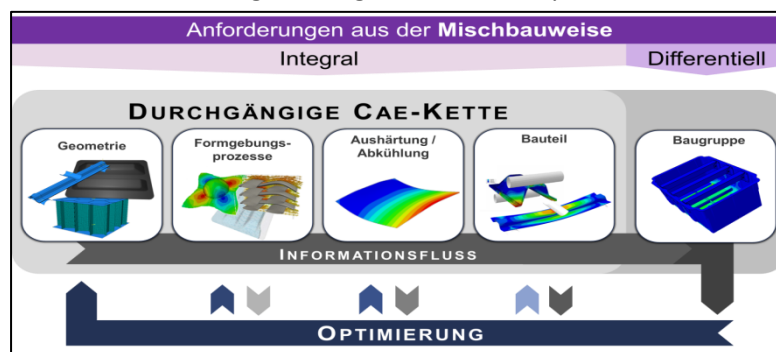 Anforderungen aus der Mischbauweise
Integral
Differentiell
DURCHGÄNGIGE CAE-KETTE
Geometrie
Formgebungs-
prozesse
Aushärtung /
Abkühlung
Bauteil
Baugruppe
INFORMATIONSFLUSS
OPTIMIERUNG